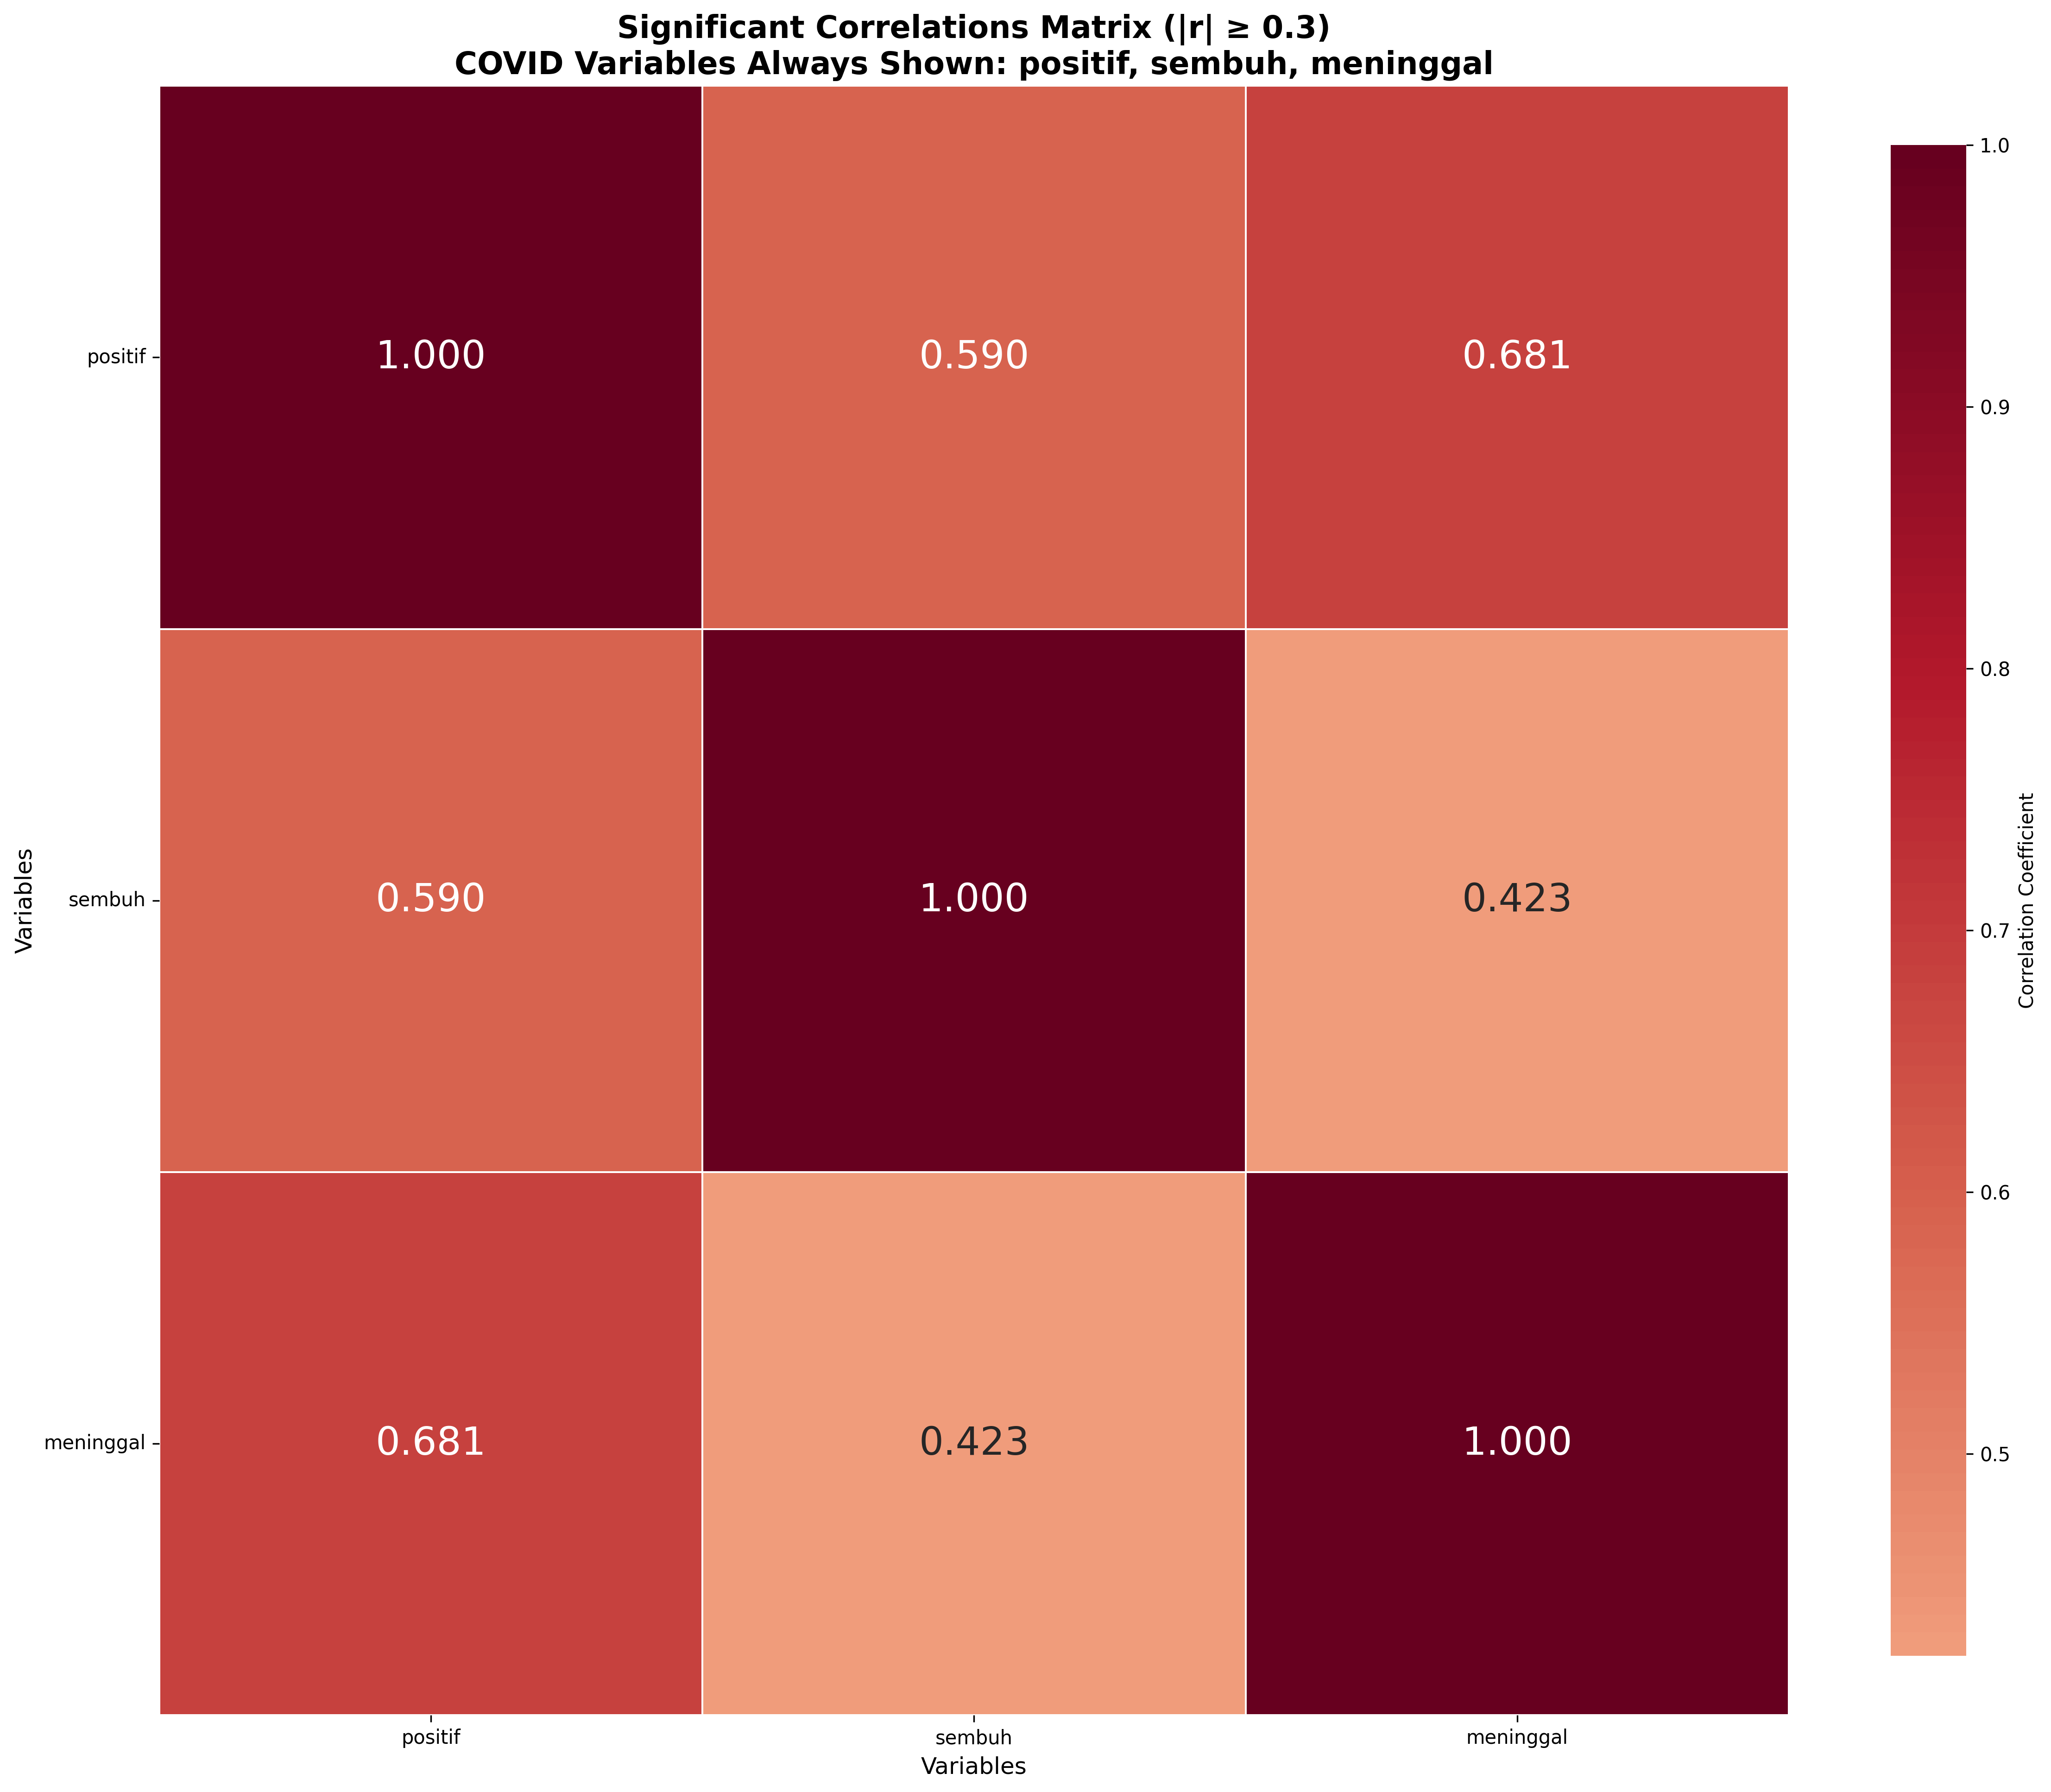 Significant Correlations Matrix (|r| ≥ 0.3)
COVID Variables Always Shown: positif, sembuh, meninggal
1.0
positif
1.000
0.590
0.681
0.9
0.8
Variables
sembuh
0.590
1.000
0.423
0.7
Correlation Coefficient
0.6
meninggal
0.681
0.423
1.000
0.5
positif
sembuh
meninggal
Variables